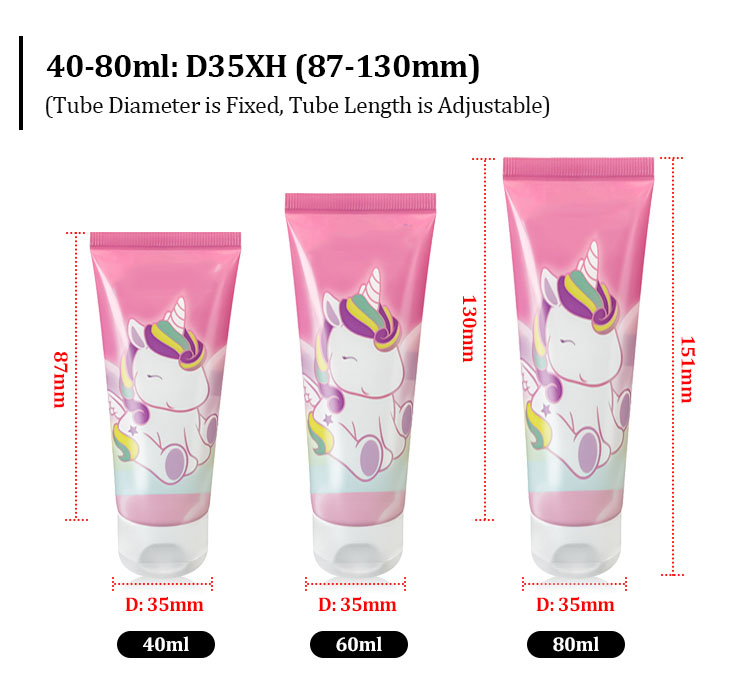 40-80ml: D35XH (87-130mm)
(Tube Diameter is Fixed, Tube Length is Adjustable)
87mm
130mm
151mm
D: 35mm
D: 35mm
D: 35mm
40ml
60ml
80ml